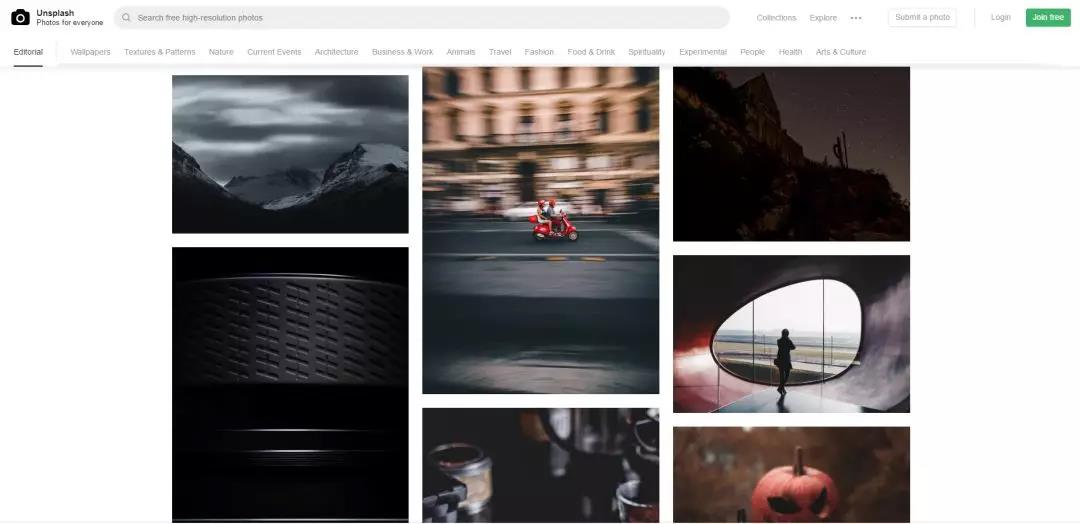 Unsplash
Photos for everyone
Search free high-resolution photos
Collections Explore Submit a photo Login Join free
Editorial Wallpapers Textures & Patterns Nature Current Events Architecture Business & Work Animals Travel Fashion Food & Drink Spirituality Experimental People Health Arts & Culture